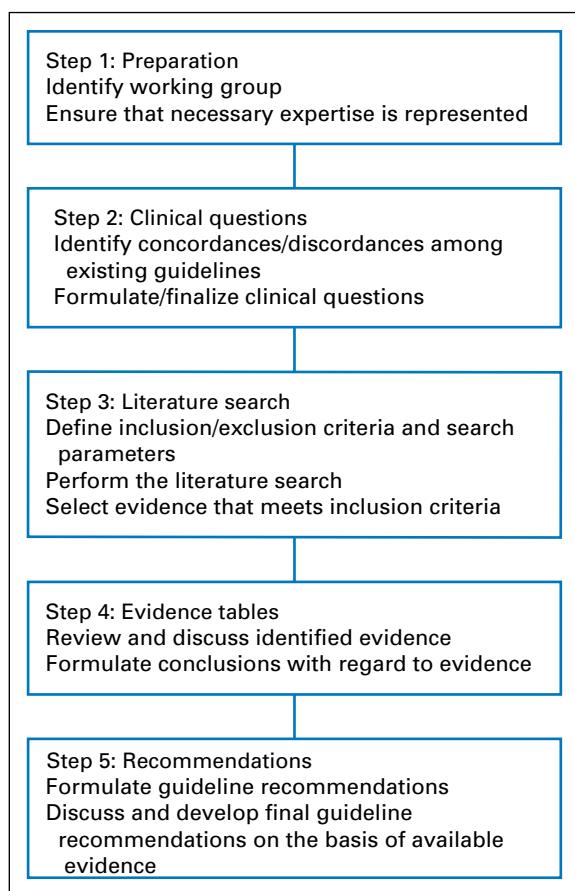 Step 1: Preparation
Identify working group
Ensure that necessary expertise is represented
Step 2: Clinical questions
Identify concordances/discordances among
existing guidelines
Formulate/finalize clinical questions
Step 3: Literature search
Define inclusion/exclusion criteria and search
parameters
Perform the literature search
Select evidence that meets inclusion criteria
Step 4: Evidence tables
Review and discuss identified evidence
Formulate conclusions with regard to evidence
Step 5: Recommendations
Formulate guideline recommendations
Discuss and develop final guideline
recommendations on the basis of available
evidence